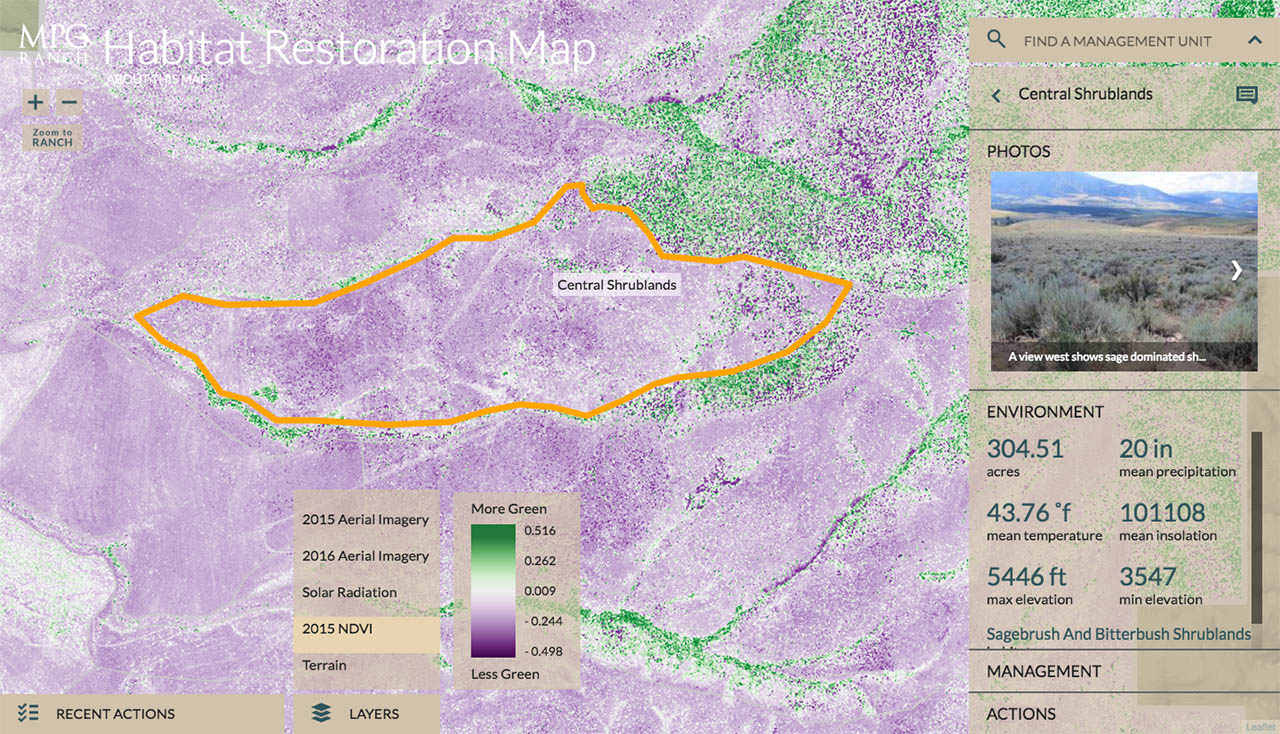 MPG
RANCH
Habitat Restoration Map
ABOUT THIS MAP
+ −
Zoom to
RANCH
Central Shrublands
2015 Aerial Imagery
2016 Aerial Imagery
Solar Radiation
2015 NDVI
Terrain
More Green
0.516
0.262
0.009
- 0.244
- 0.498
Less Green
RECENT ACTIONS
LAYERS
FIND A MANAGEMENT UNIT
Central Shrublands
PHOTOS
A view west shows sage dominated sh...
ENVIRONMENT
304.51 20 in
acres mean precipitation
43.76 °f 101108
mean temperature mean insolation
5446 ft 3547
max elevation min elevation
Sagebrush And Bitterbush Shrublands
MANAGEMENT
ACTIONS
Leaflet